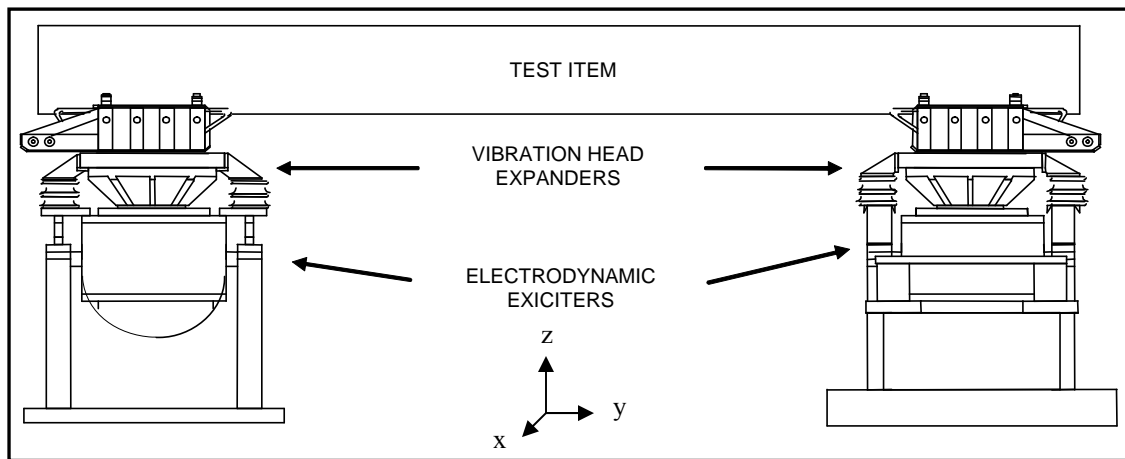 TEST ITEM
VIBRATION HEAD
EXPANDERS
ELECTRODYNAMIC
EXICITERS
z
y
x